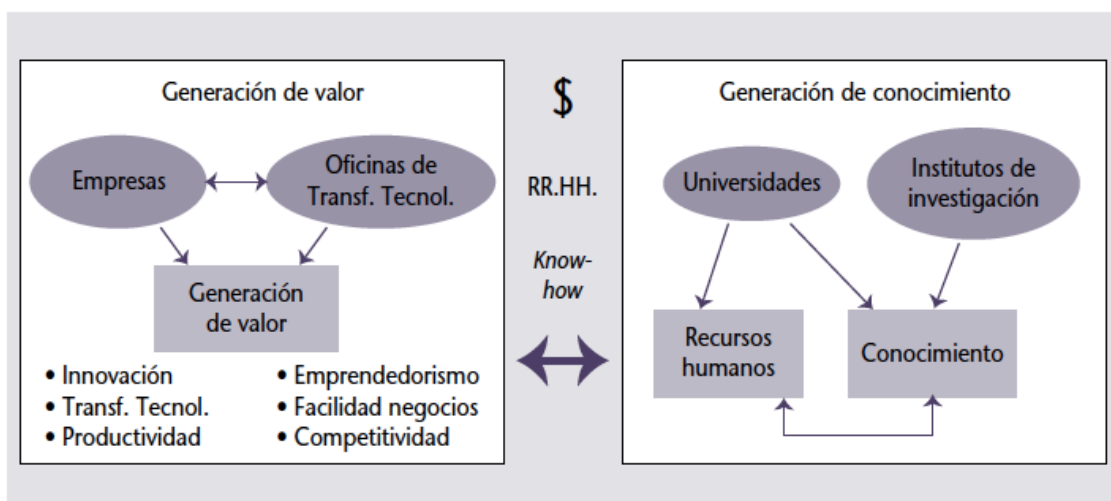 Generación de valor
Empresas
Oficinas de
Transf. Tecnol.
Generación
de valor
• Innovación
• Transf. Tecnol.
• Productividad
• Emprendedorismo
• Facilidad negocios
• Competitividad
$
RR.HH.
Know-
how
Generación de conocimiento
Universidades
Institutos de
investigación
Recursos
humanos
Conocimiento